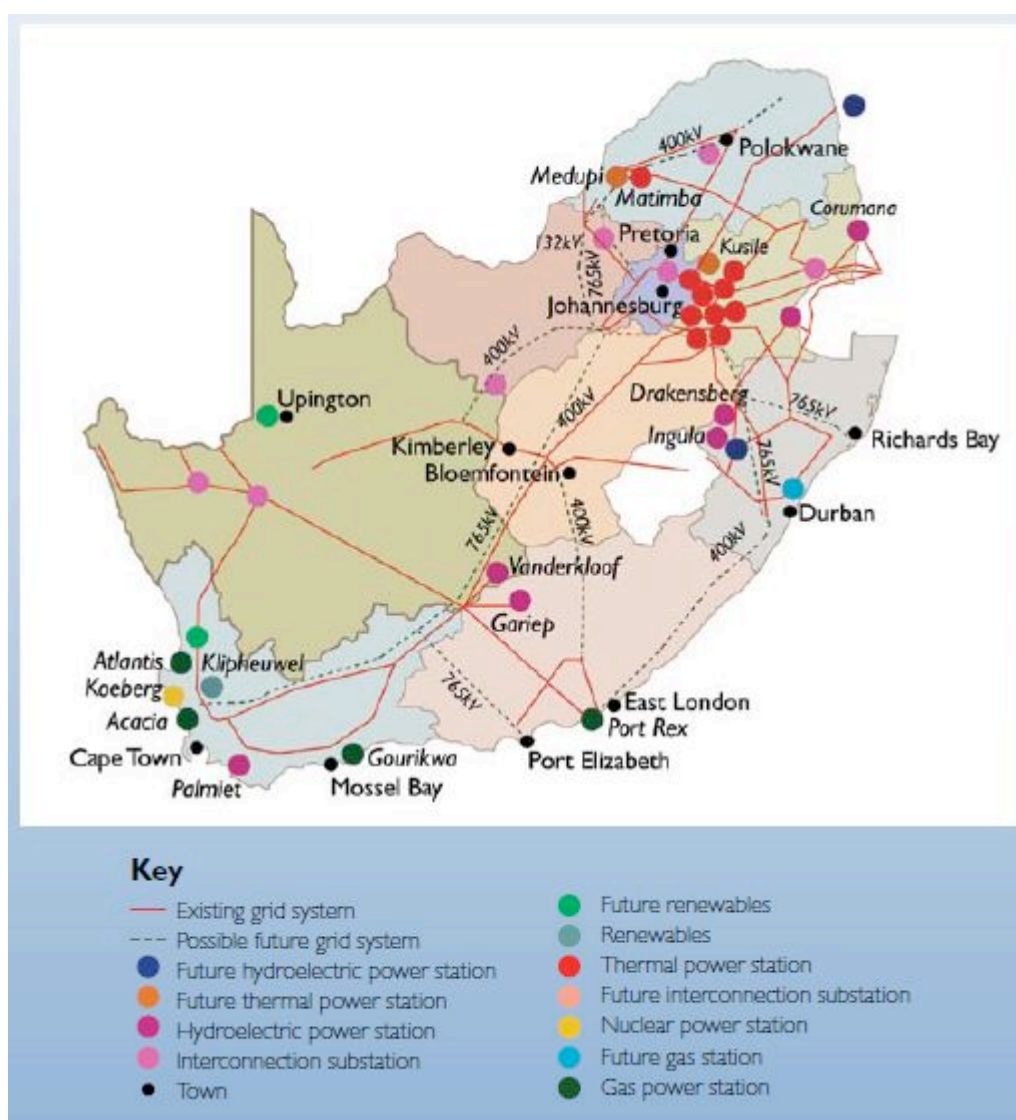 400kV
Polokwane
Medupi
Matimba
Corumana
132kV
Pretoria
Kusile
765kV
Johannesburg
400kV
Drakensberg
765kV
Upington
400kV
Ingula
Richards Bay
Kimberley
Bloemfontein
765kV
Durban
400kV
765kV
400kV
Vanderkloof
Gariep
Atlantis
Klipheuwel
Koeberg
765kV
East London
Acacia
Port Rex
Cape Town
Gourikwa
Port Elizabeth
Palmiet
Mossel Bay
Key
Existing grid system
Possible future grid system
Future hydroelectric power station
Future thermal power station
Hydroelectric power station
Interconnection substation
Town
Future renewables
Renewables
Thermal power station
Future interconnection substation
Nuclear power station
Future gas station
Gas power station